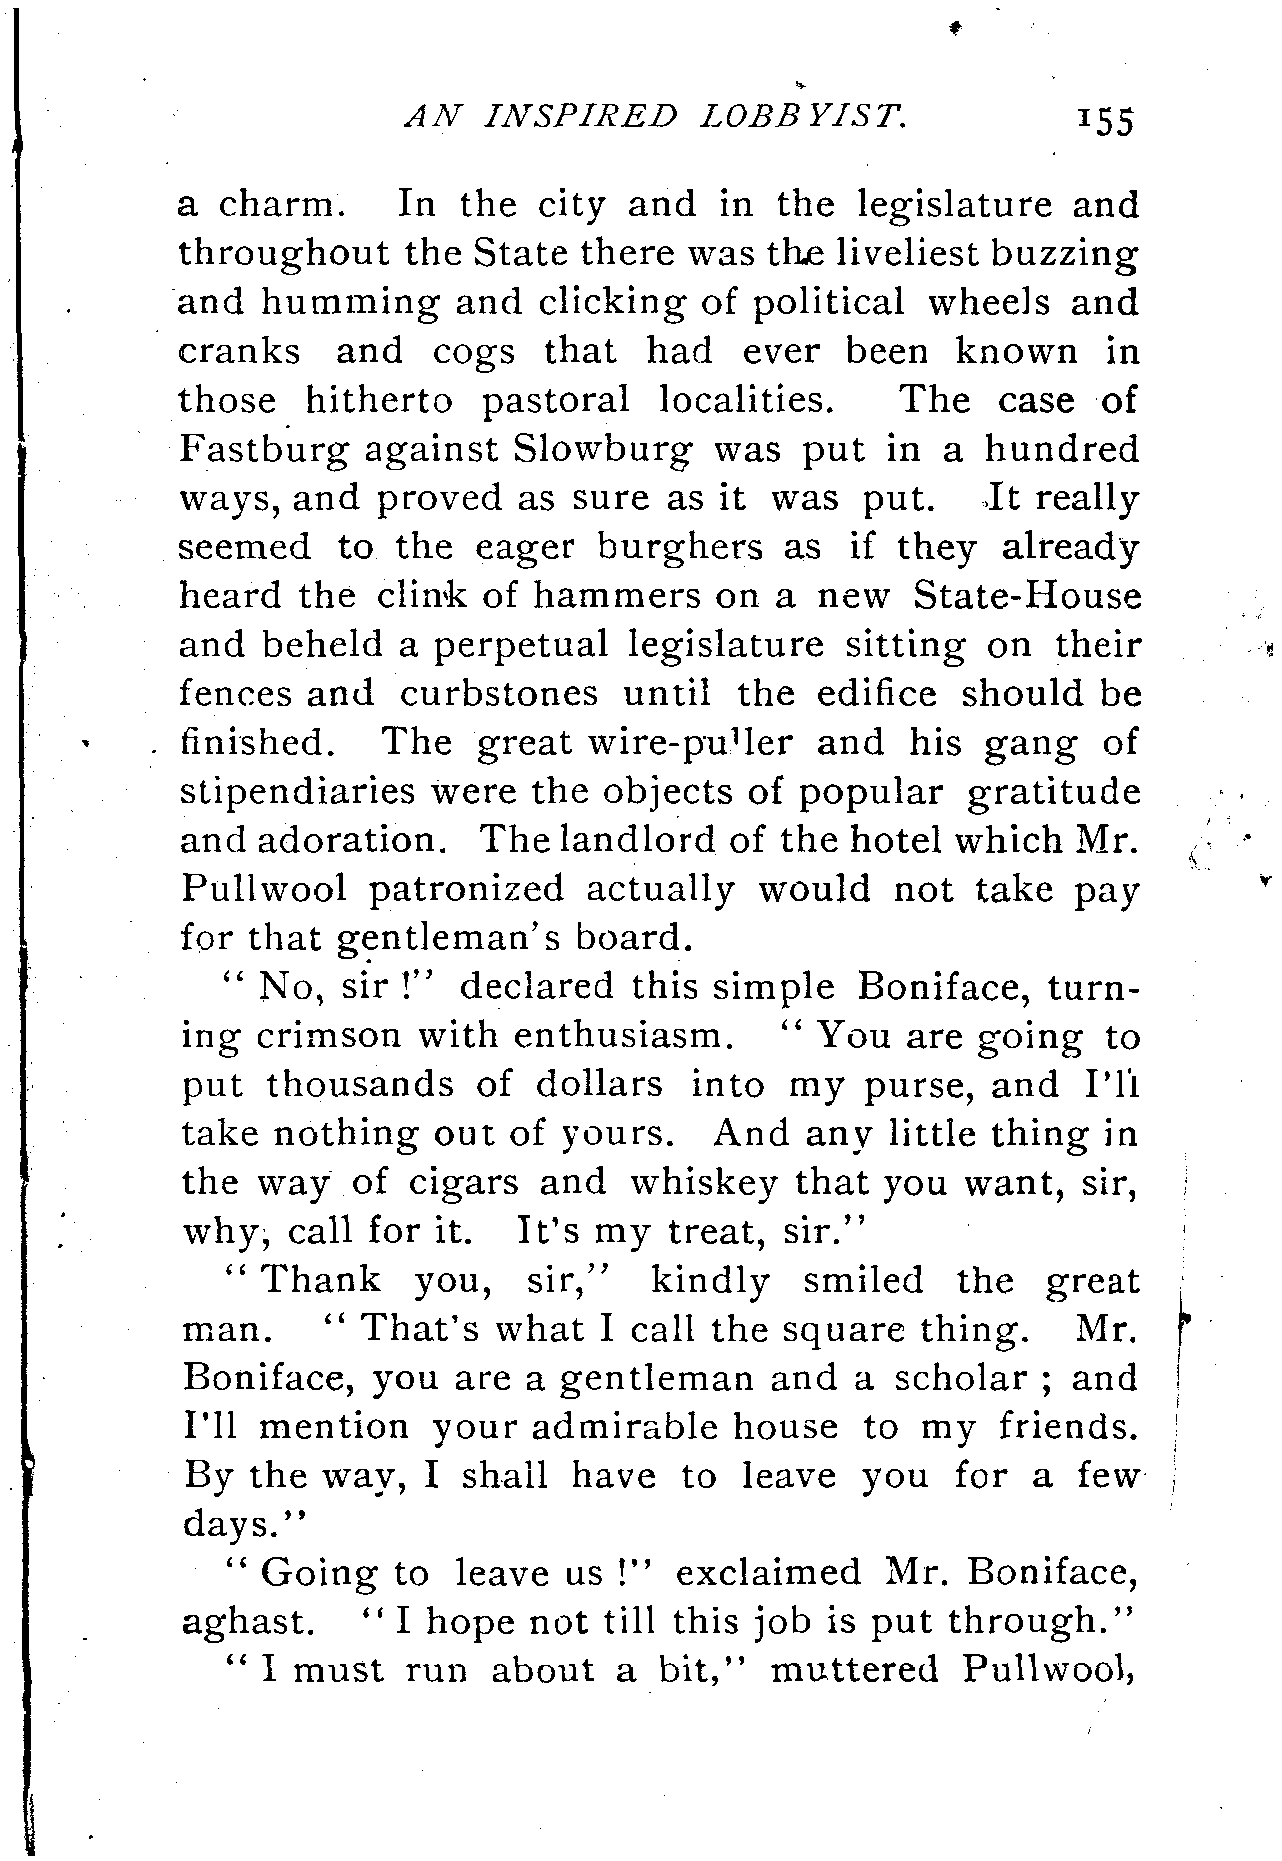 AN INSPIRED LOBBYIST. 155
a charm. In the city and in the legislature and
throughout the State there was the liveliest buzzing
and humming and clicking of political wheels and
cranks and cogs that had ever been known in
those hitherto pastoral localities. The case of
Fastburg against Slowburg was put in a hundred
ways, and proved as sure as it was put. It really
seemed to the eager burghers as if they already
heard the clink of hammers on a new State-House
and beheld a perpetual legislature sitting on their
fences and curbstones until the edifice should be
finished. The great wire-puller and his gang of
stipendiaries were the objects of popular gratitude
and adoration. The landlord of the hotel which Mr.
Pullwool patronized actually would not take pay
for that gentleman's board.
" No, sir !" declared this simple Boniface, turn-
ing crimson with enthusiasm. " You are going to
put thousands of dollars into my purse, and I'll
take nothing out of yours. And any little thing in
the way of cigars and whiskey that you want, sir,
why, call for it. It's my treat, sir."
" Thank you, sir," kindly smiled the great
man. " That's what I call the square thing. Mr.
Boniface, you are a gentleman and a scholar ; and
I'll mention your admirable house to my friends.
By the way, I shall have to leave you for a few
days."
" Going to leave us !" exclaimed Mr. Boniface,
aghast. " I hope not till this job is put through."
" I must run about a bit," muttered Pullwool,